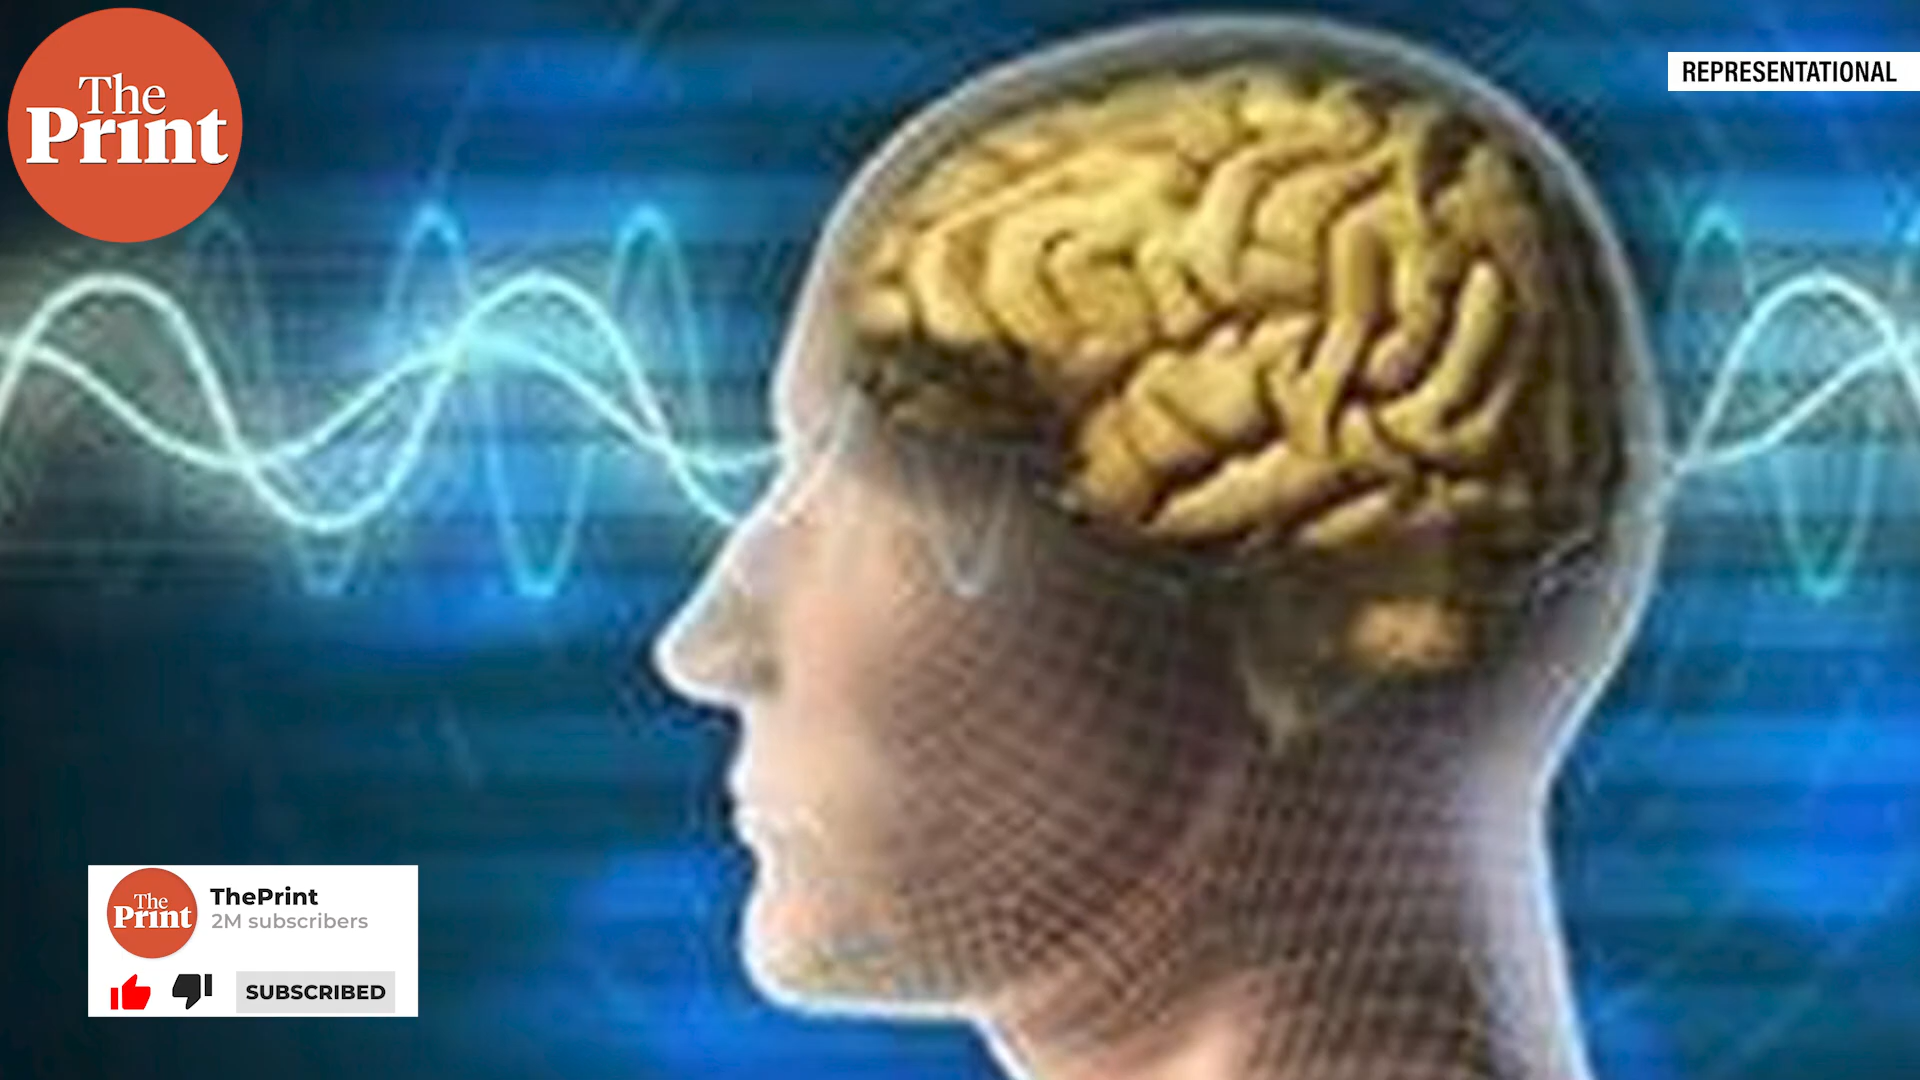 The
Print
REPRESENTATIONAL
The
Print
ThePrint
2M subscribers
SUBSCRIBED